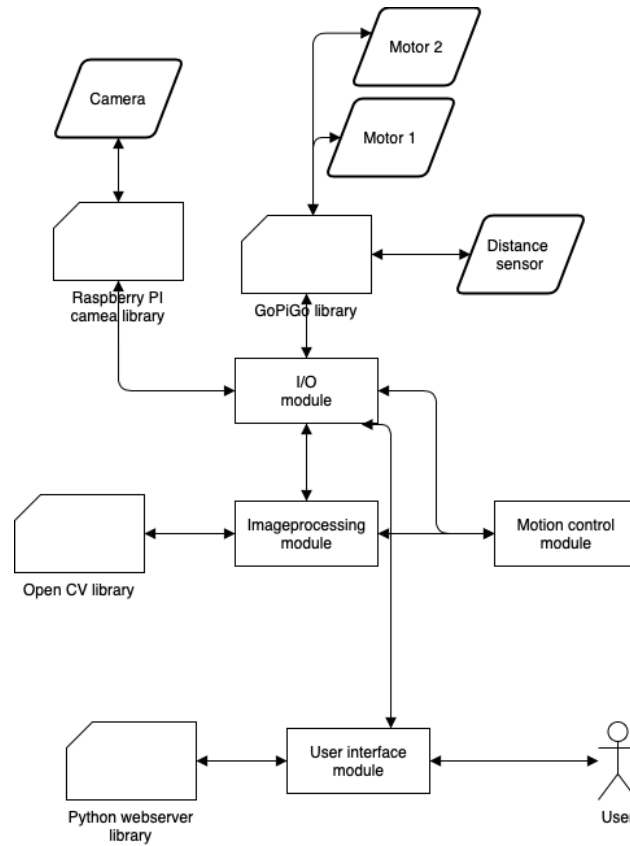 Motor 2
Camera
Motor 1
Distance
sensor
Raspberry PI
camea library
GoPiGo library
I/O
module
Imageprocessing
module
Motion control
module
Open CV library
User interface
module
Python webserver
library
User